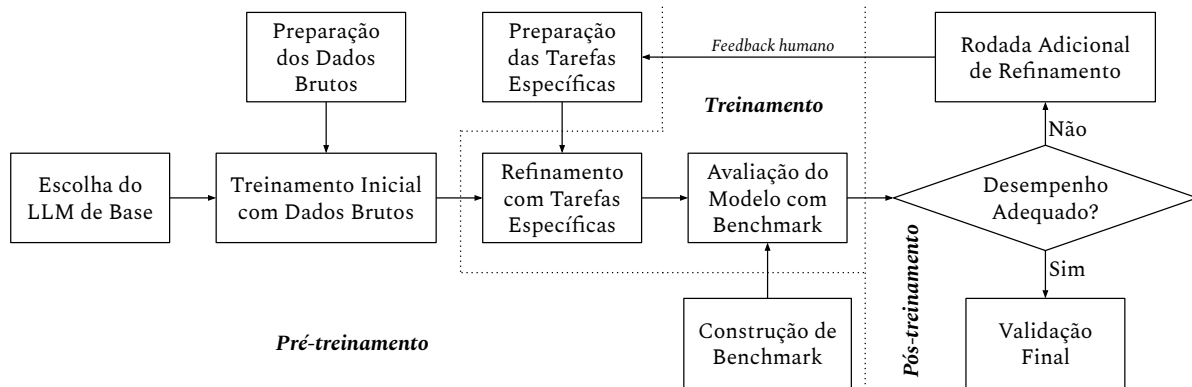 Preparação
dos Dados
Brutos
Preparação
das Tarefas
Específicas
Feedback humano
Rodada Adicional
de Refinamento
Treinamento
Não
Escolha do
LLM de Base
Treinamento Inicial
com Dados Brutos
Refinamento
com Tarefas
Específicas
Avaliação do
Modelo com
Benchmark
Desempenho
Adequado?
Sim
Pré-treinamento
Construção de
Benchmark
Pós-treinamento
Validação
Final